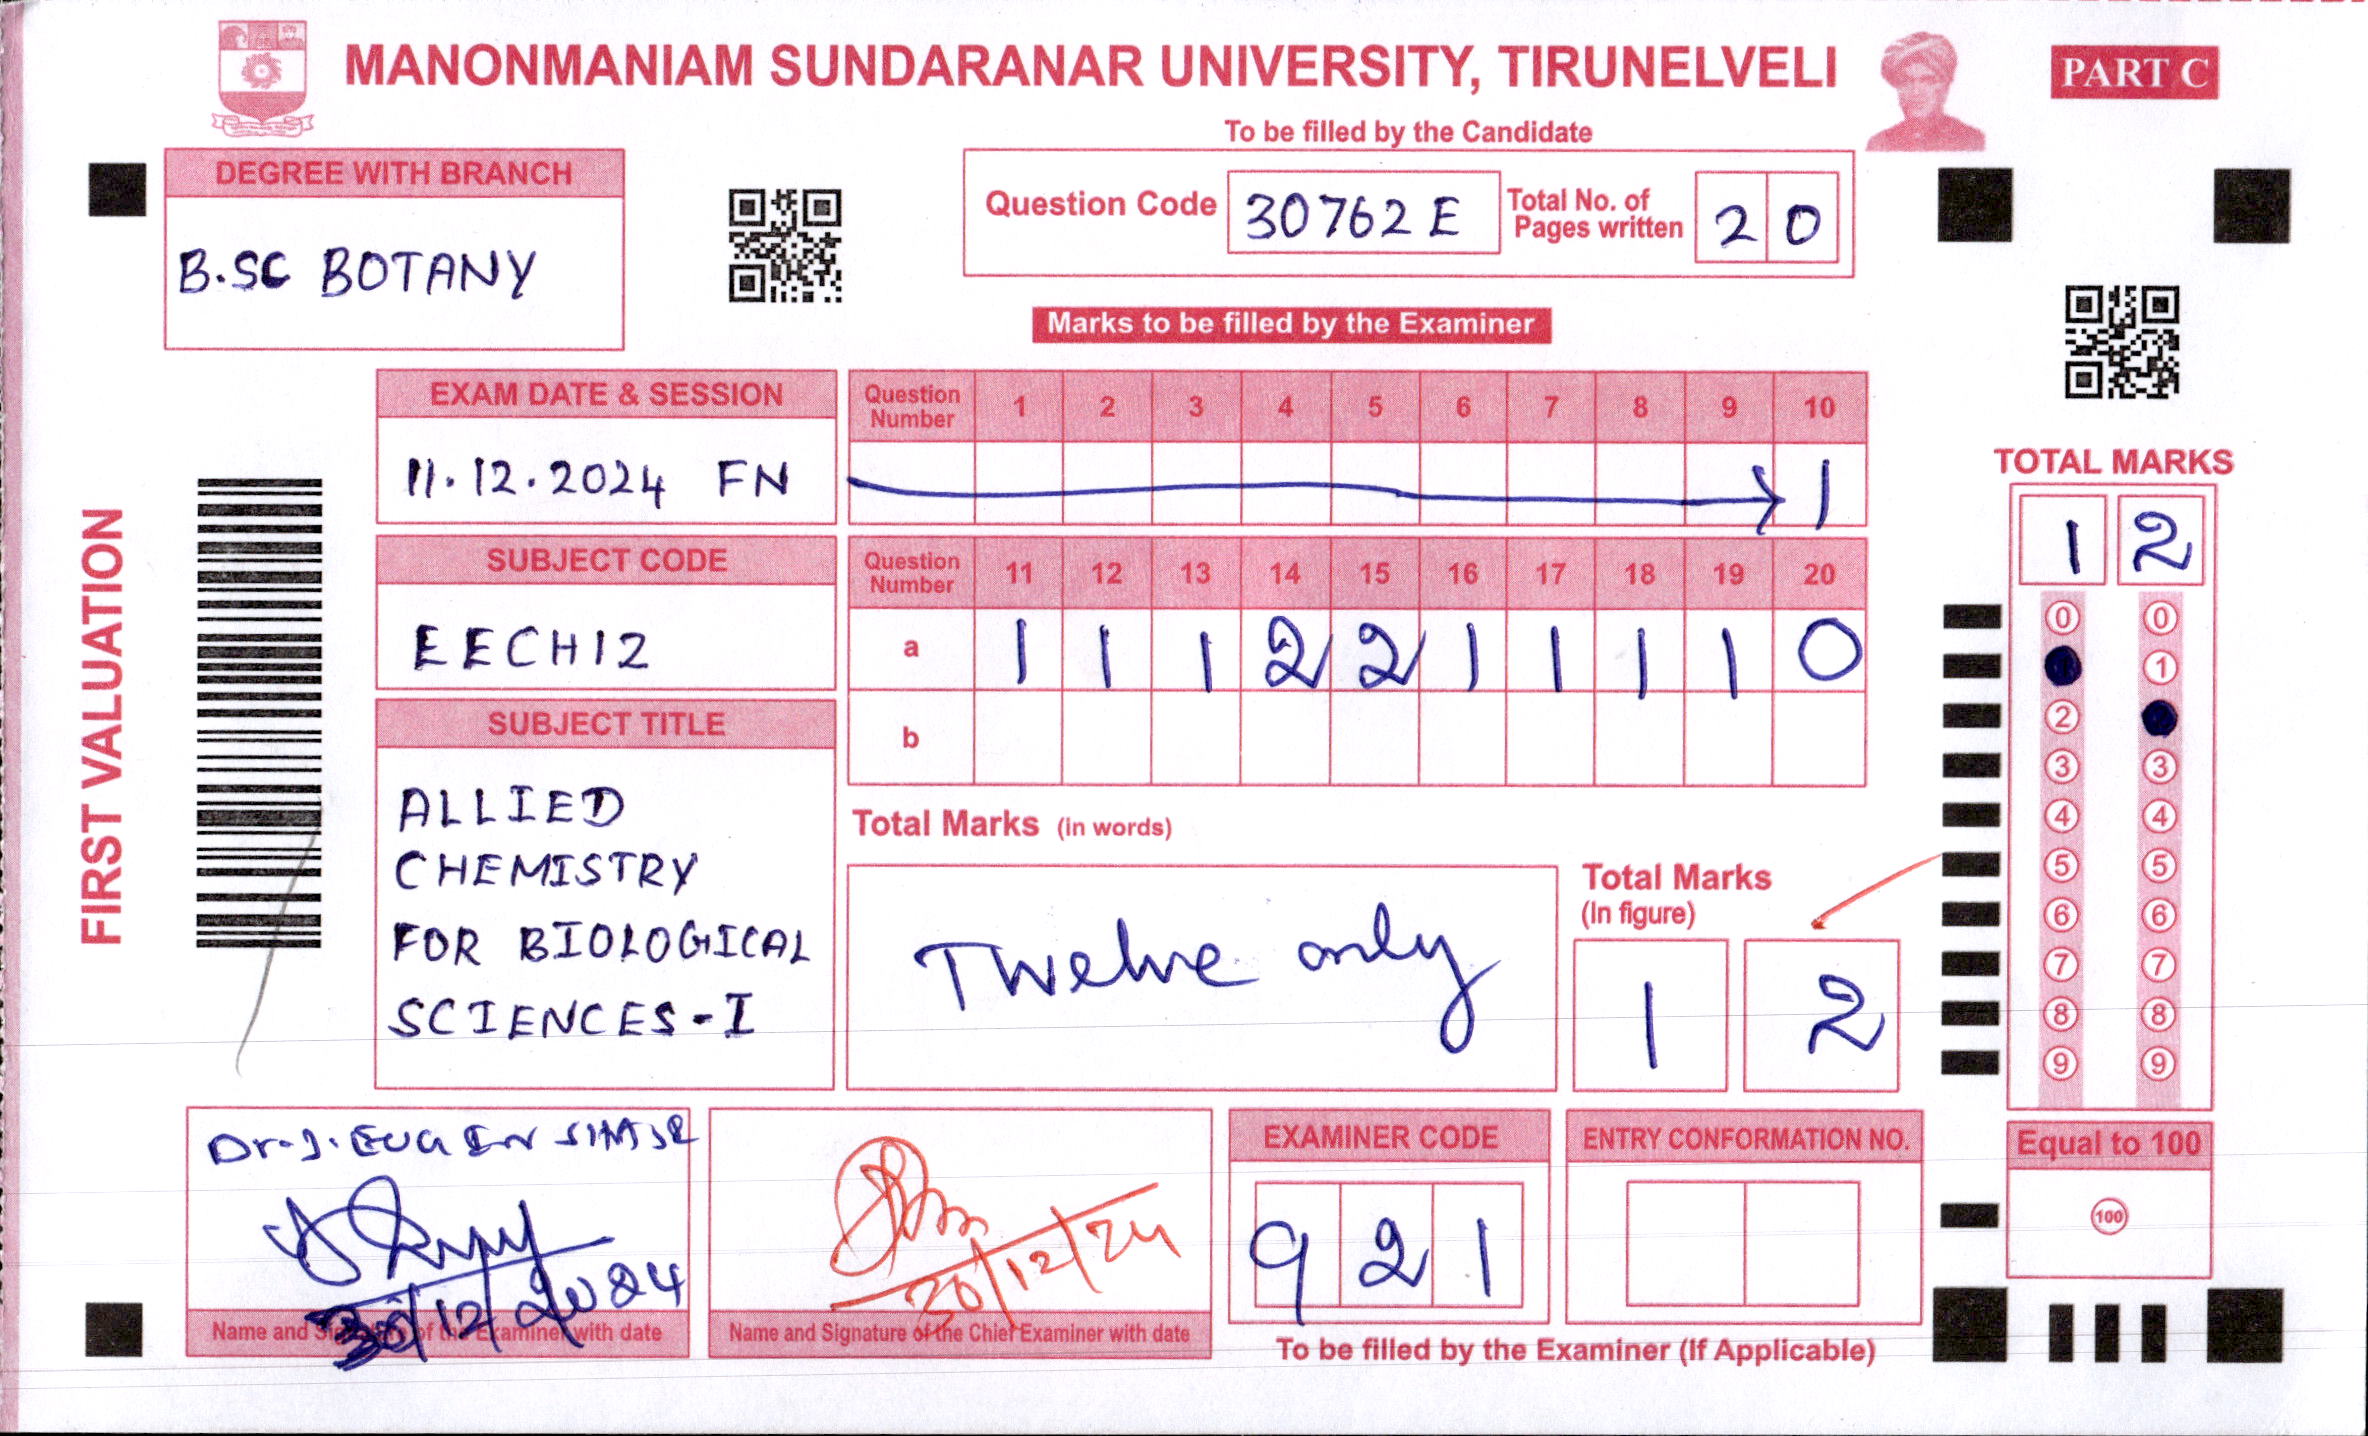 MANONMANIAM SUNDARANAR UNIVERSITY, TIRUNELVELI
PART C
To be filled by the Candidate
DEGREE WITH BRANCH
B.SC BOTANY
Question Code 30762 E Total No. of Pages written 2 0
Marks to be filled by the Examiner
FIRST VALUATION
EXAM DATE & SESSION
11.12.2024 FN
Question Number 1 2 3 4 5 6 7 8 9 10
1
SUBJECT CODE
EECH12
Question Number 11 12 13 14 15 16 17 18 19 20
a 1 1 1 2 2 1 1 1 1 0
b
SUBJECT TITLE
ALLIED
CHEMISTRY
FOR BIOLOGICAL
SCIENCES-I
Total Marks (in words)
Twelve only
Total Marks
(In figure)
1 2
TOTAL MARKS
1 2
0 0
1
2
3 3
4 4
5 5
6 6
7 7
8 8
9 9
Equal to 100
100
Dr. J. EUGEN
30/12/2024
Name and Signature of the Examiner with date
30/12/24
Name and Signature of the Chief Examiner with date
EXAMINER CODE
9 2 1
ENTRY CONFORMATION NO.
To be filled by the Examiner (If Applicable)